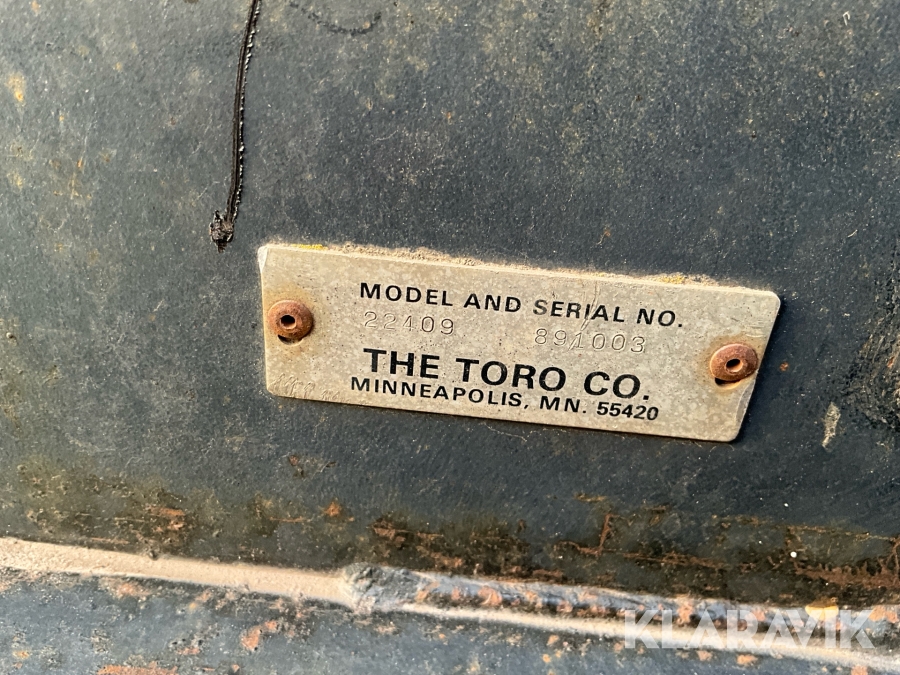 MODEL AND SERIAL NO.
22409 891003
THE TORO CO.
MINNEAPOLIS, MN. 55420
KLARAVIK